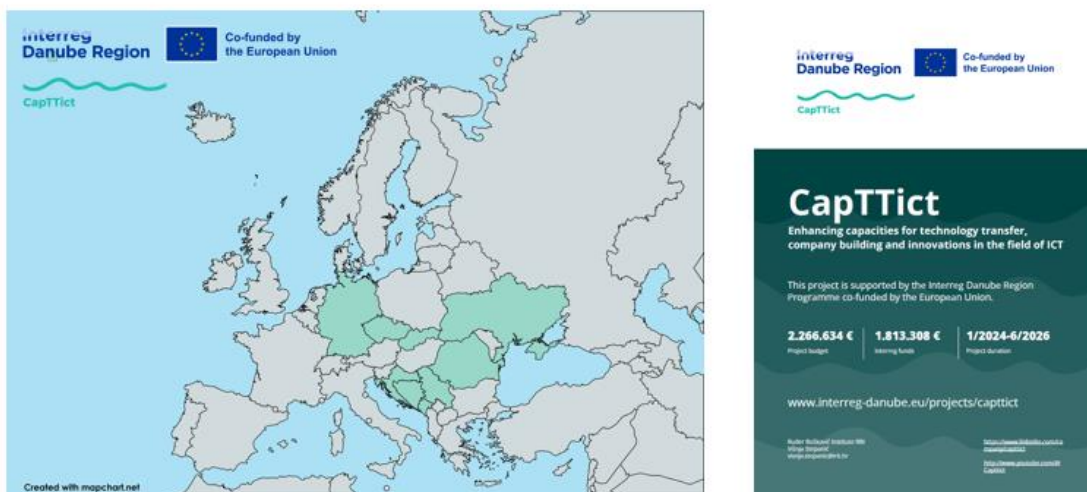 Interreg
Danube Region
Co-funded by
the European Union
CapTTict
Created with mapchart.net
Interreg
Danube Region
Co-funded by
the European Union
CapTTict
CapTTict
Enhancing capacities for technology transfer,
company building and innovations in the field of ICT
This project is supported by the Interreg Danube Region
Programme co-funded by the European Union.
2.266.634 €
Project budget
1.813.308 €
Interreg funds
1/2024-6/2026
Project duration
www.interreg-danube.eu/projects/capttict